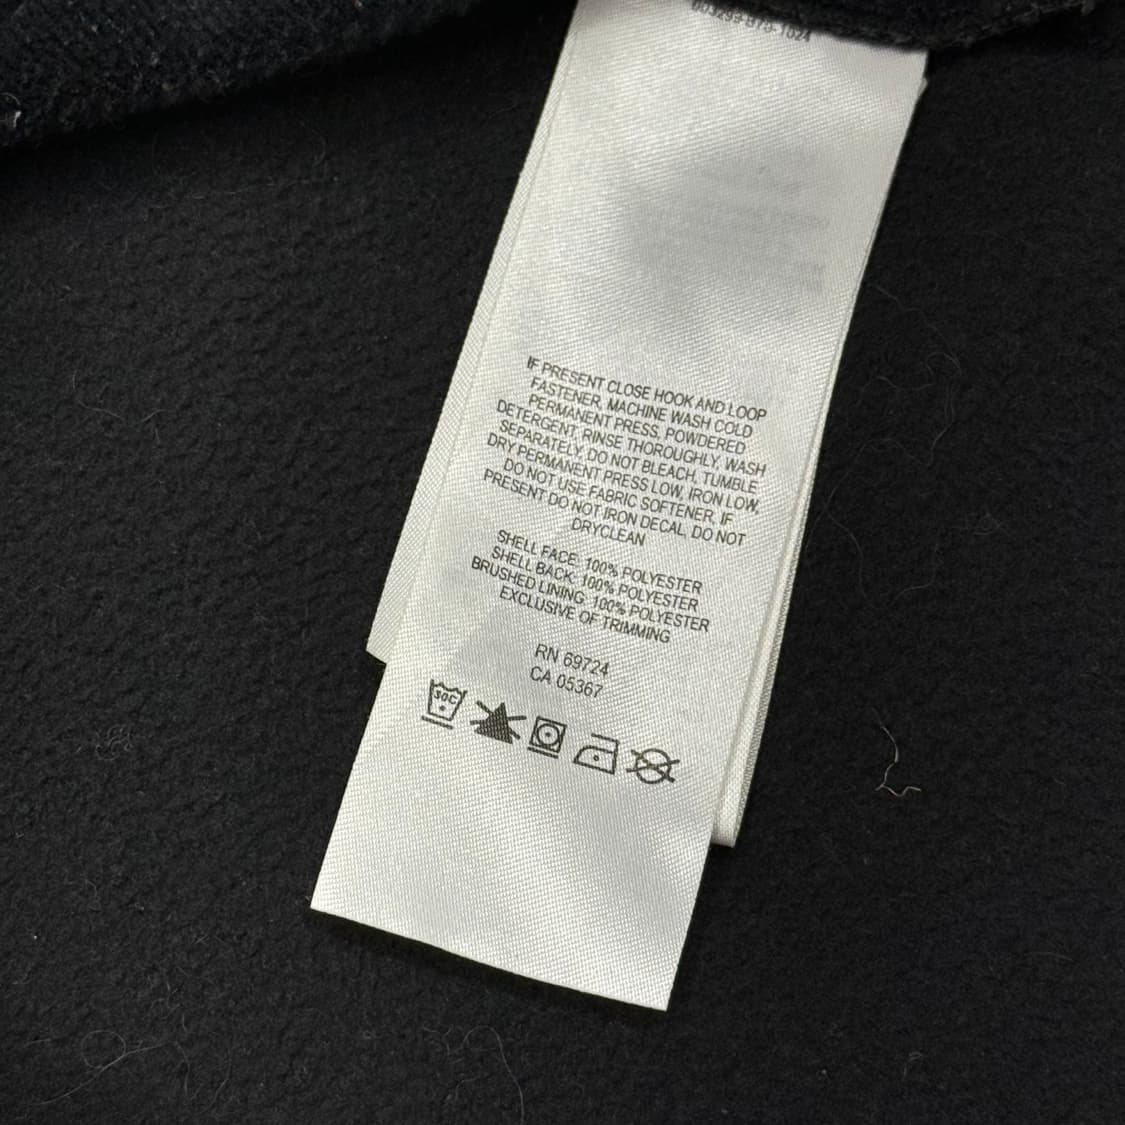 IF PRESENT CLOSE HOOK AND LOOP
FASTENER, MACHINE WASH COLD
PERMANENT PRESS, POWDERED
DETERGENT, RINSE THOROUGHLY, WASH
SEPARATELY, DO NOT BLEACH, TUMBLE
DRY PERMANENT PRESS LOW, IRON LOW,
DO NOT USE FABRIC SOFTENER, IF
PRESENT DO NOT IRON DECAL, DO NOT
DRYCLEAN
SHELL FACE: 100% POLYESTER
SHELL BACK: 100% POLYESTER
BRUSHED LINING: 100% POLYESTER
EXCLUSIVE OF TRIMMING
RN 69724
CA 05367
30C